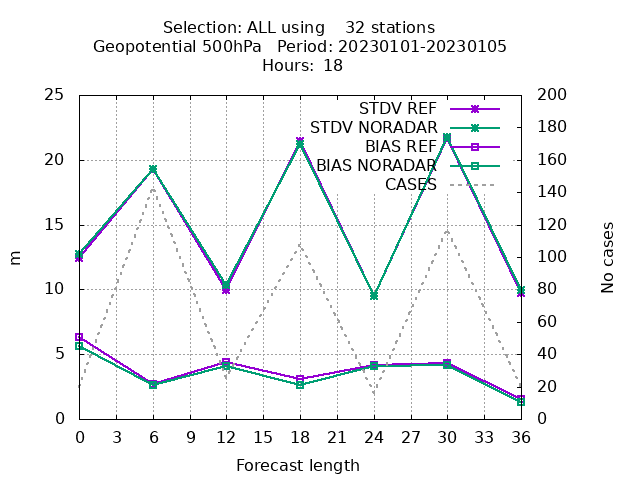 Selection: ALL using    32 stations
Geopotential 500hPa   Period: 20230101-20230105
Hours: 18
25
20
15
10
5
0
m
200
180
160
140
120
100
80
60
40
20
0
No cases
STDV REF
STDV NORADAR
BIAS REF
BIAS NORADAR
CASES
0 3 6 9 12 15 18 21 24 27 30 33 36
Forecast length